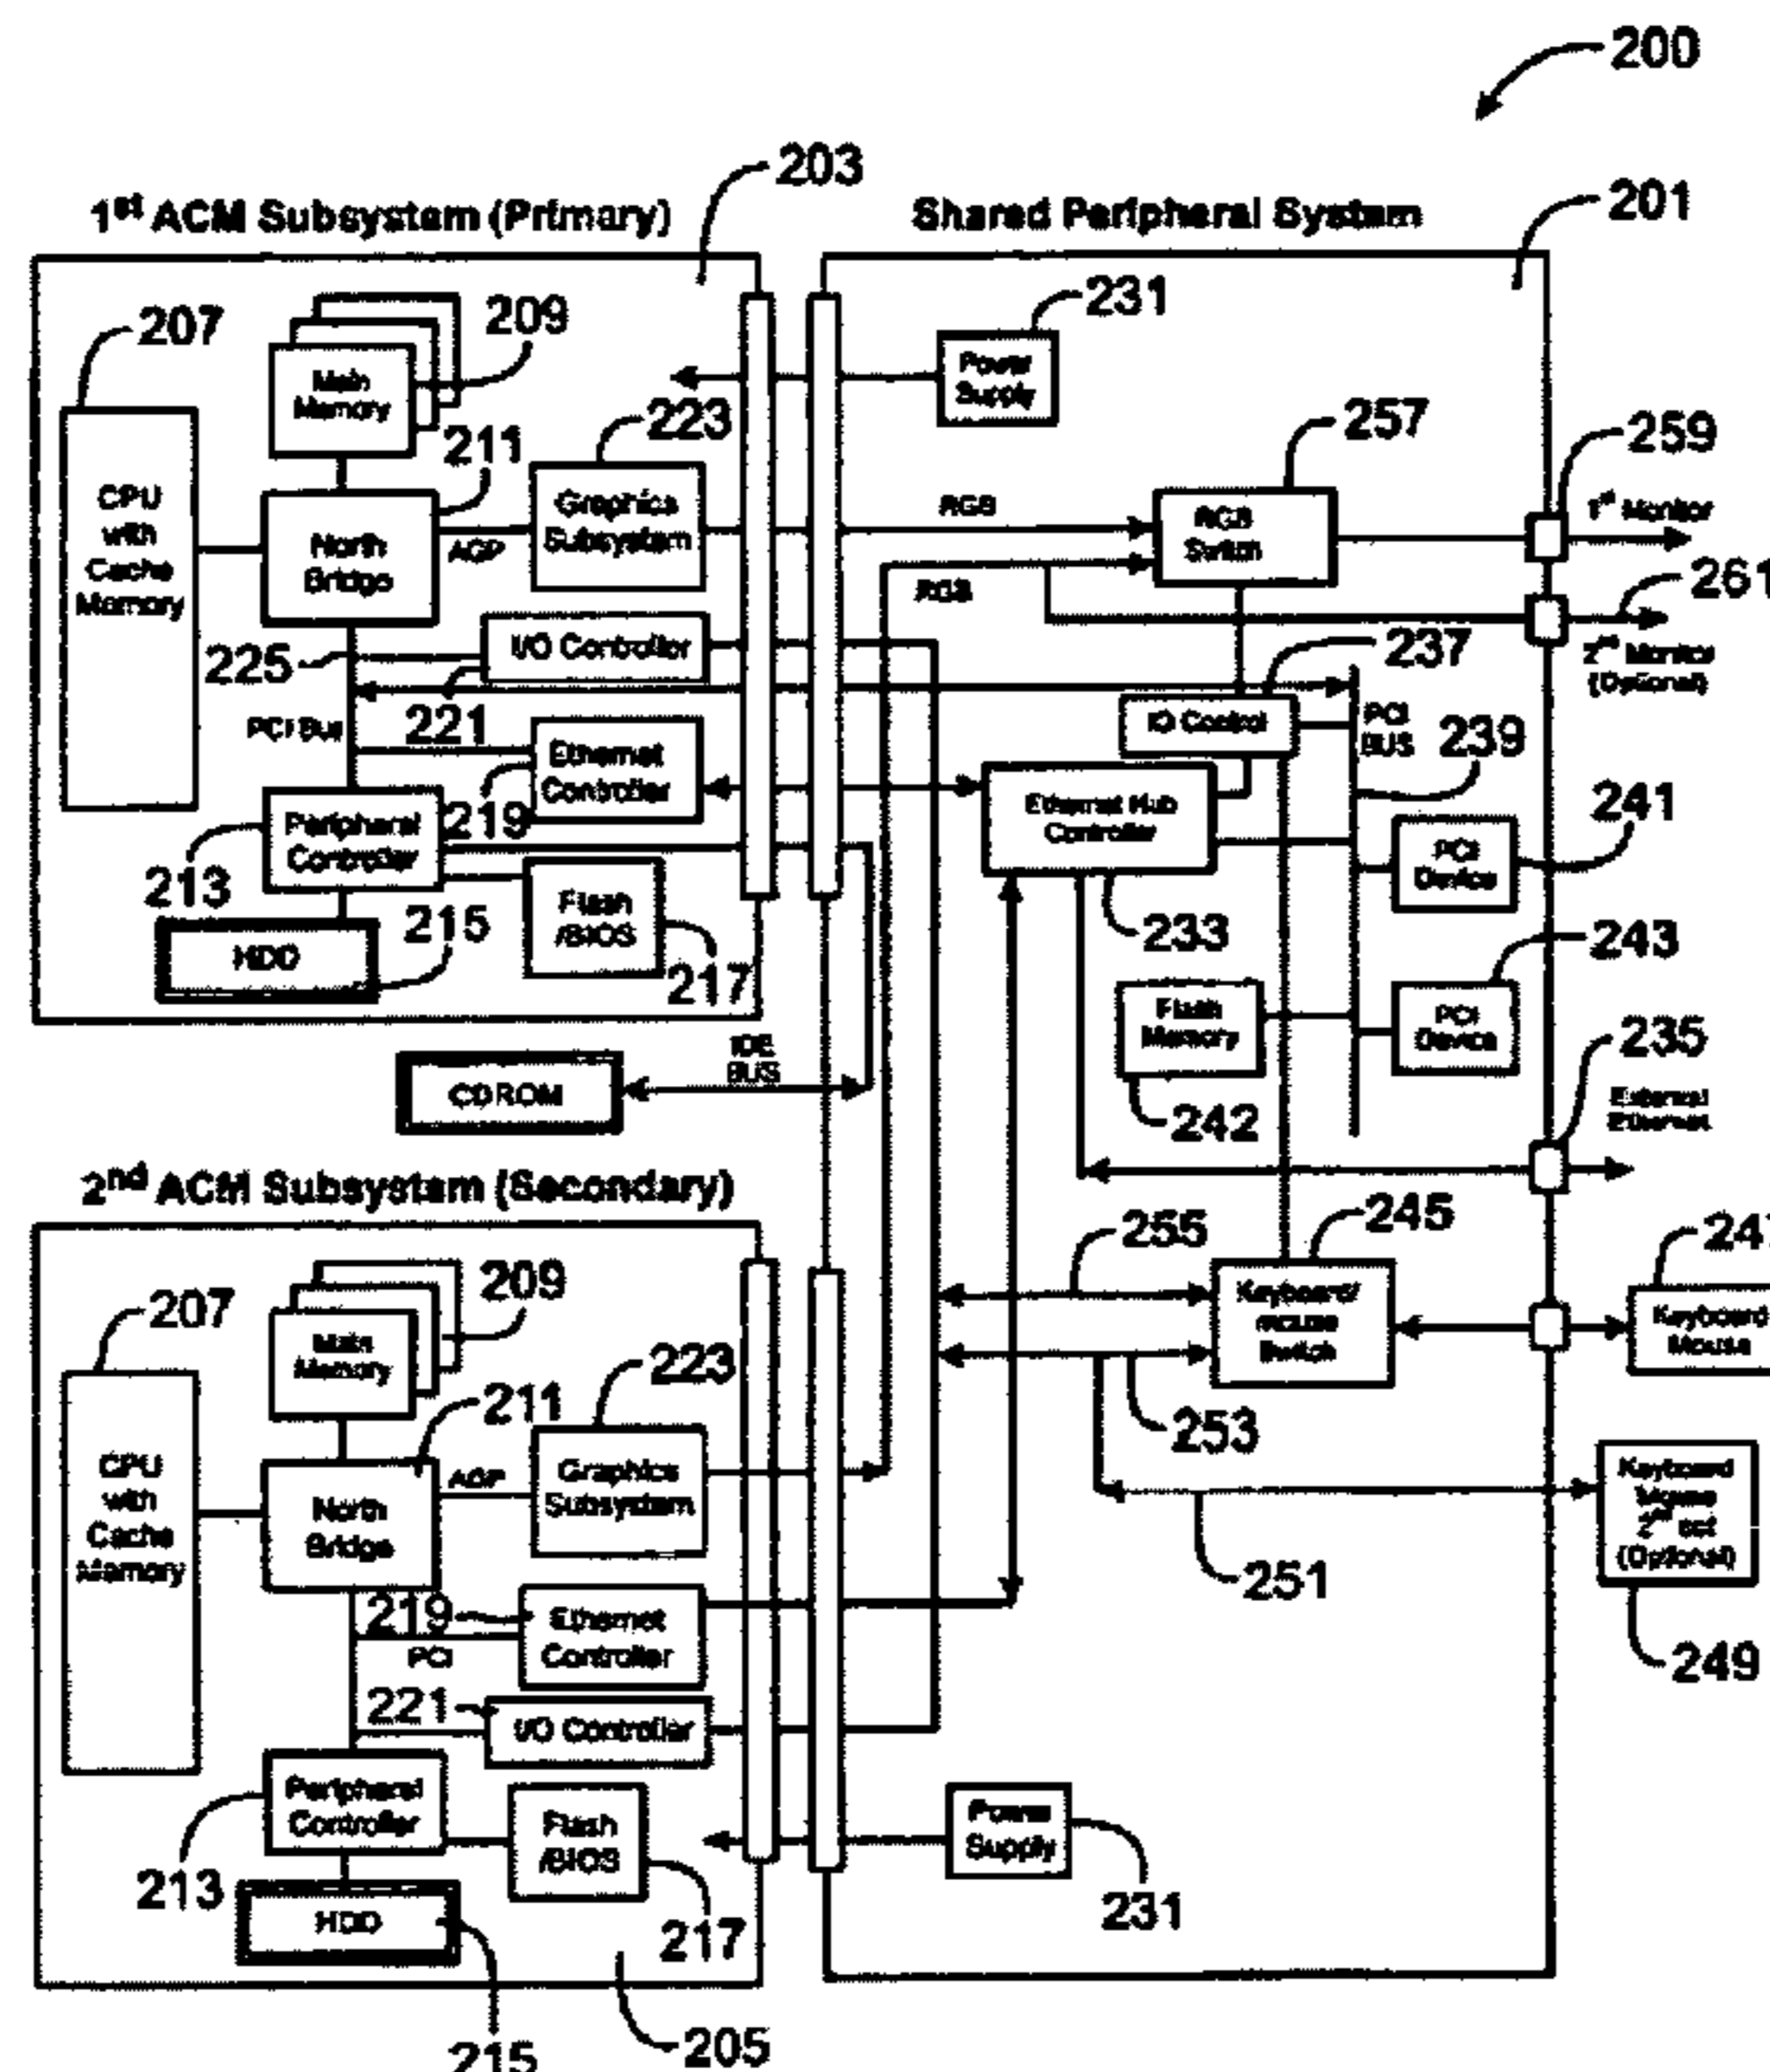 200
203
201
1st ACM Subsystem (Primary)
Shared Peripheral System
207
209
231
Main
Memory
Power
Supply
223
257
259
211
CPU
with
Cache
Memory
North
Bridge
AGP
Graphics
Subsystem
RGB
RGB
Switch
1st Monitor
RGB
261
I/O Controller
225
237
2nd Monitor
(Optional)
221
PCI Bus
IO Control
PCI
BUS
239
Ethernet
Controller
219
Ethernet Hub
Controller
241
Peripheral
Controller
PCI
Device
213
215
Flash
/BIOS
233
243
HDD
217
Flash
Memory
PCI
Device
235
IDE
BUS
CDROM
242
External
Ethernet
2nd ACM Subsystem (Secondary)
255
245
247
207
209
Main
Memory
Keyboard/
mouse
Switch
Keyboard
Mouse
223
211
253
CPU
with
Cache
Memory
North
Bridge
AGP
Graphics
Subsystem
Keyboard
Mouse
2nd set
(Optional)
251
219
Ethernet
Controller
PCI
249
221
I/O Controller
Peripheral
Controller
Flash
/BIOS
Power
Supply
213
HDD
217
231
215
205